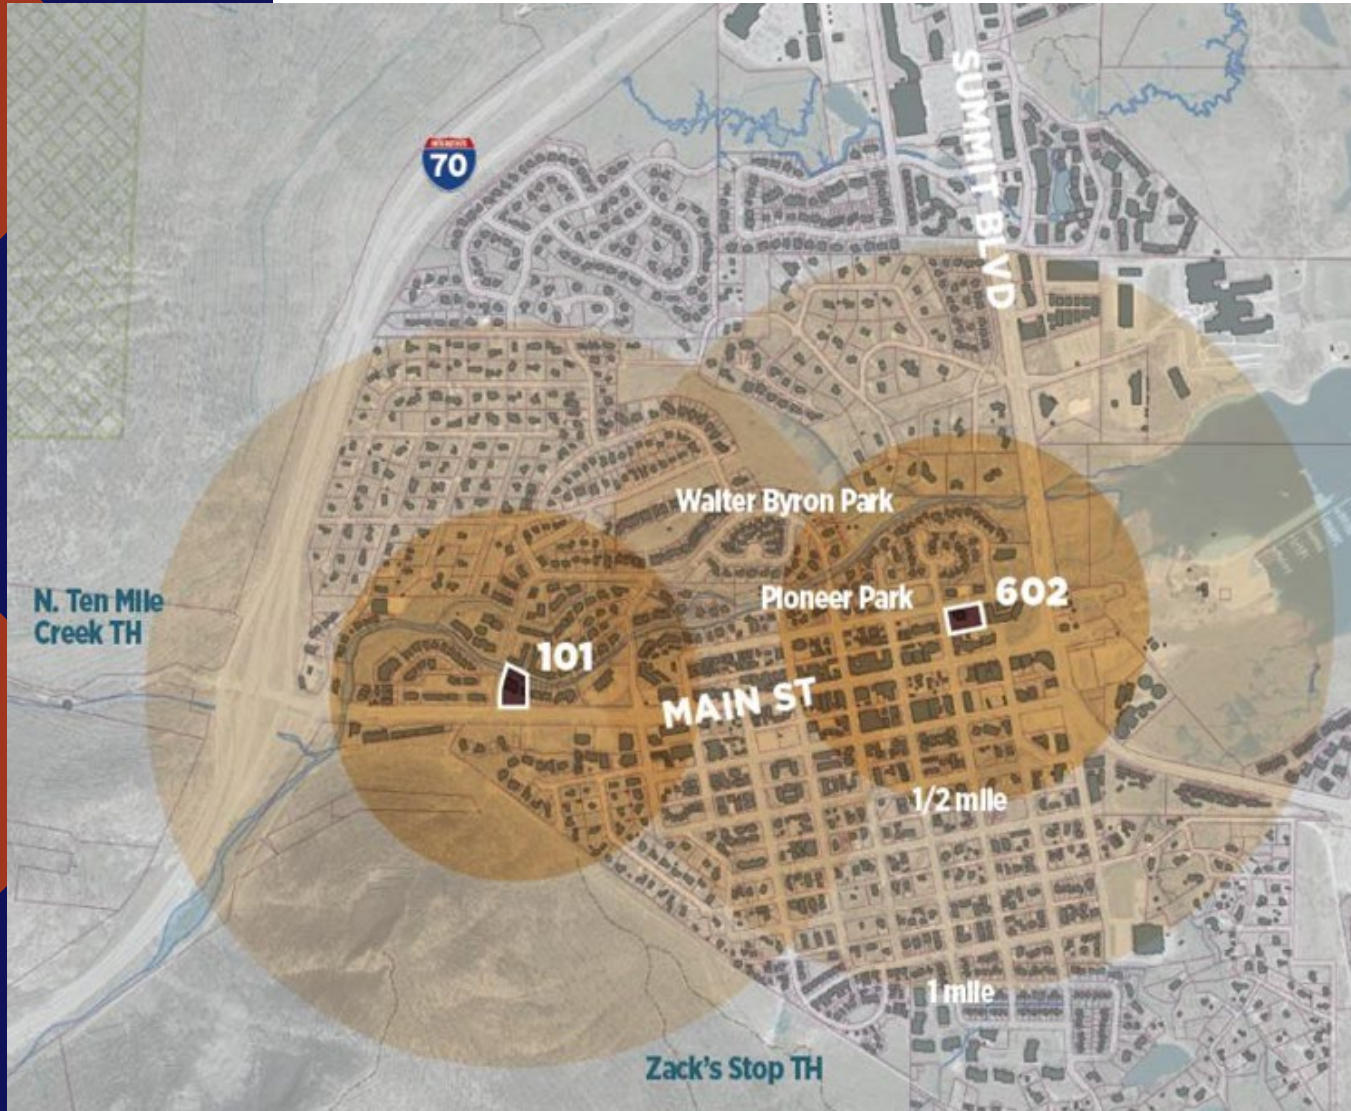 SUMMIT BLVD
70
Walter Byron Park
N. Ten Mile
Creek TH
Pioneer Park
602
101
MAIN ST
1/2 mile
1 mile
Zack's Stop TH